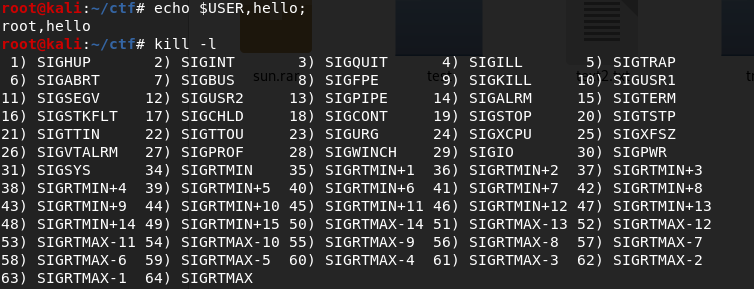 root@kali:~/ctf# echo $USER,hello;
root,hello
root@kali:~/ctf# kill -l
 1) SIGHUP       2) SIGINT       3) SIGQUIT      4) SIGILL       5) SIGTRAP
 6) SIGABRT      7) SIGBUS       8) SIGFPE       9) SIGKILL     10) SIGUSR1
11) SIGSEGV     12) SIGUSR2     13) SIGPIPE     14) SIGALRM     15) SIGTERM
16) SIGSTKFLT   17) SIGCHLD     18) SIGCONT     19) SIGSTOP     20) SIGTSTP
21) SIGTTIN     22) SIGTTOU     23) SIGURG      24) SIGXCPU     25) SIGXFSZ
26) SIGVTALRM   27) SIGPROF     28) SIGWINCH    29) SIGIO       30) SIGPWR
31) SIGSYS      34) SIGRTMIN    35) SIGRTMIN+1  36) SIGRTMIN+2  37) SIGRTMIN+3
38) SIGRTMIN+4  39) SIGRTMIN+5  40) SIGRTMIN+6  41) SIGRTMIN+7  42) SIGRTMIN+8
43) SIGRTMIN+9  44) SIGRTMIN+10 45) SIGRTMIN+11 46) SIGRTMIN+12 47) SIGRTMIN+13
48) SIGRTMIN+14 49) SIGRTMIN+15 50) SIGRTMAX-14 51) SIGRTMAX-13 52) SIGRTMAX-12
53) SIGRTMAX-11 54) SIGRTMAX-10 55) SIGRTMAX-9  56) SIGRTMAX-8  57) SIGRTMAX-7
58) SIGRTMAX-6  59) SIGRTMAX-5  60) SIGRTMAX-4  61) SIGRTMAX-3  62) SIGRTMAX-2
63) SIGRTMAX-1  64) SIGRTMAX